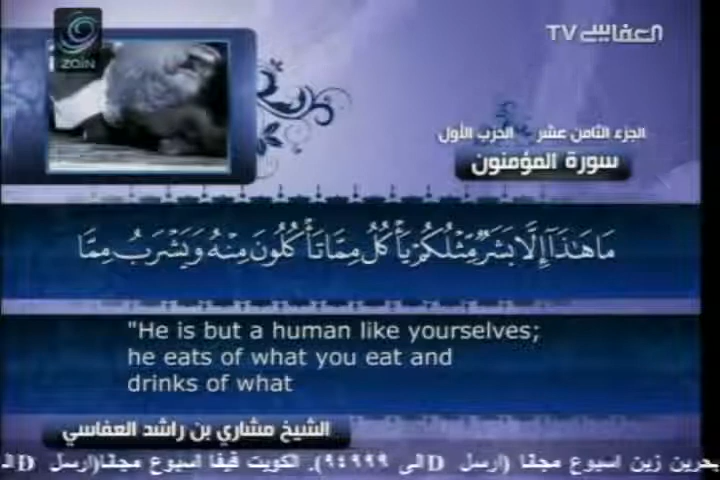 ZAIN
العفاسي TV
الجزء الثامن عشر الحزب الأول
سورة المؤمنون
مَا هَٰذَآ إِلَّا بَشَرٌ مِّثْلُكُمْ يَأْكُلُ مِمَّا تَأْكُلُونَ مِنْهُ وَيَشْرَبُ مِمَّا
"He is but a human like yourselves;
he eats of what you eat and
drinks of what
الشيخ مشاري بن راشد العفاسي
بحرين زين اسبوع مجانا (ارسل D الى 94999). الكويت فيفا اسبوع مجانا(ارسل D الـ